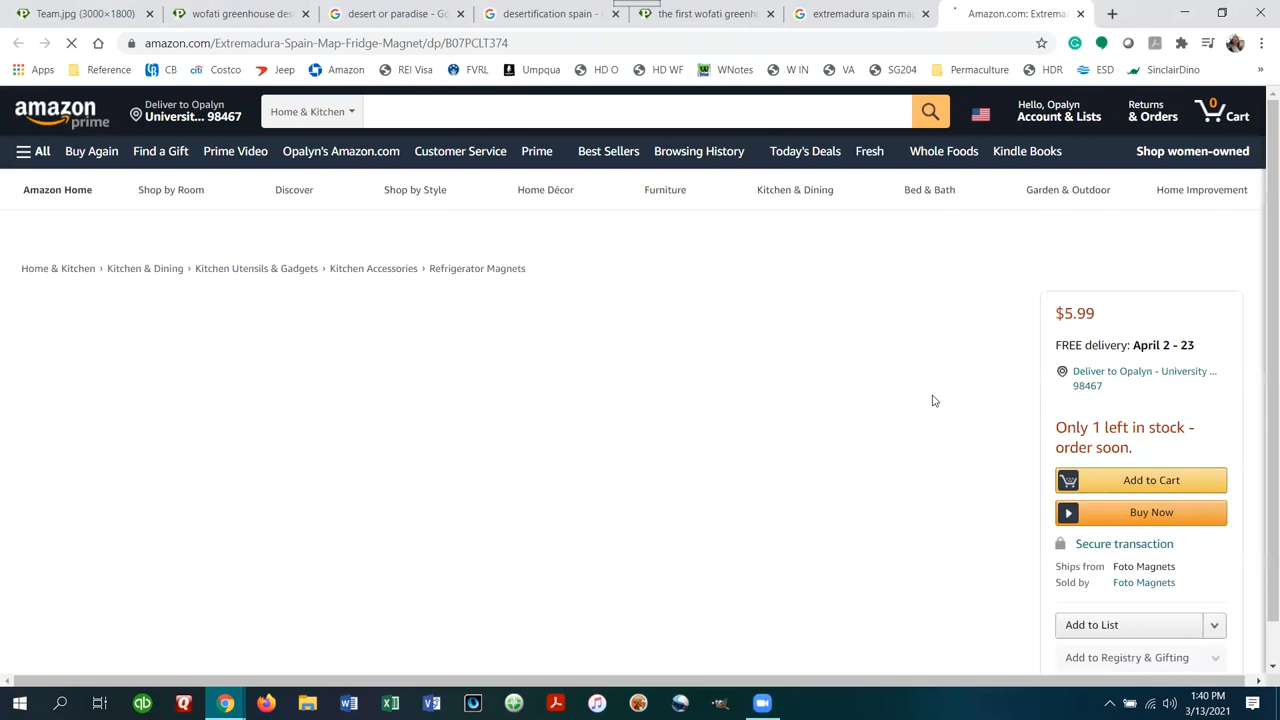 Team.jpg (3000×1800)
wofati greenhouse des
desert or paradise - Go
desertification spain - G
the first wofati greenh
extremadura spain ma
Amazon.com: Extrema
amazon.com/Extremadura-Spain-Map-Fridge-Magnet/dp/B07PCLT374
Apps Reference CB Costco Jeep Amazon REI Visa FVRL Umpqua HD O HD WF WNotes W IN VA SG204 Permaculture HDR ESD SinclairDino »
amazon prime
Deliver to Opalyn
Universit... 98467
Home & Kitchen
Hello, Opalyn
Account & Lists
Returns
& Orders
0
Cart
All Buy Again Find a Gift Prime Video Opalyn's Amazon.com Customer Service Prime Best Sellers Browsing History Today's Deals Fresh Whole Foods Kindle Books Shop women-owned
Amazon Home Shop by Room Discover Shop by Style Home Décor Furniture Kitchen & Dining Bed & Bath Garden & Outdoor Home Improvement
Home & Kitchen › Kitchen & Dining › Kitchen Utensils & Gadgets › Kitchen Accessories › Refrigerator Magnets
$5.99
FREE delivery: April 2 - 23
Deliver to Opalyn - University ...
98467
Only 1 left in stock -
order soon.
Add to Cart
Buy Now
Secure transaction
Ships from Foto Magnets
Sold by Foto Magnets
Add to List
Add to Registry & Gifting
1:40 PM
3/13/2021